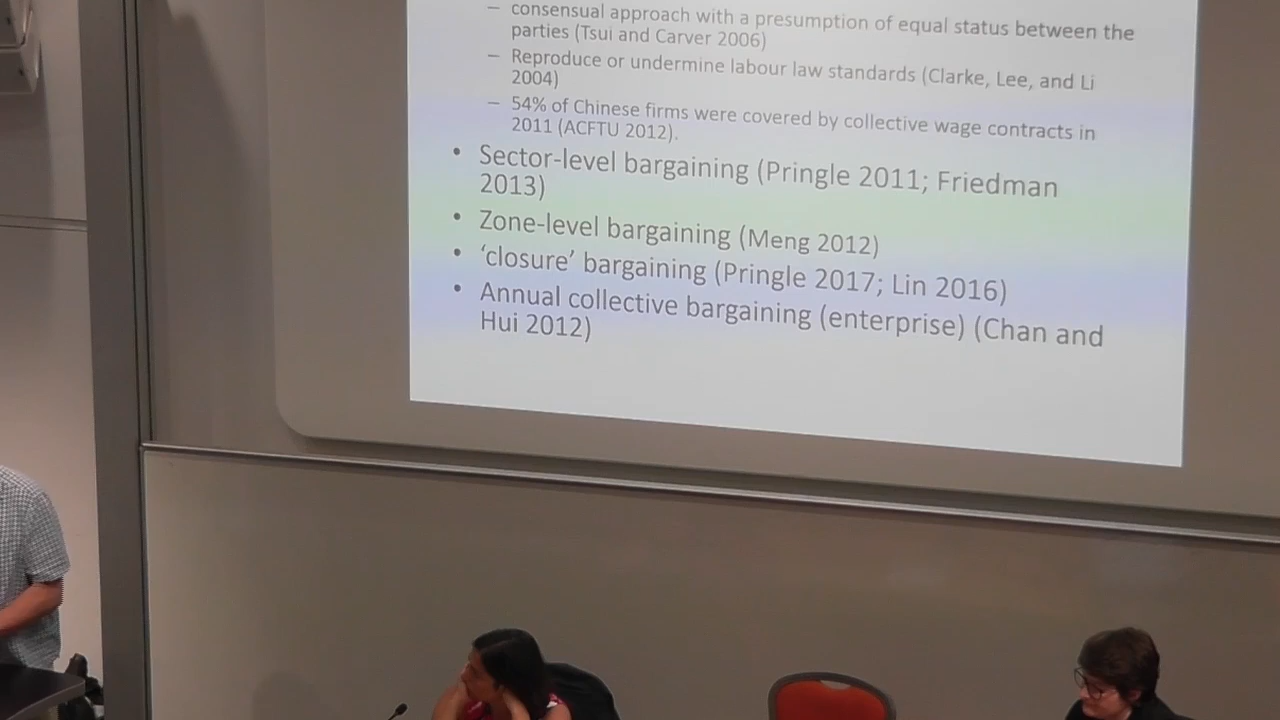 – consensual approach with a presumption of equal status between the
parties (Tsui and Carver 2006)
– Reproduce or undermine labour law standards (Clarke, Lee, and Li
2004)
– 54% of Chinese firms were covered by collective wage contracts in
2011 (ACFTU 2012).
• Sector-level bargaining (Pringle 2011; Friedman
2013)
• Zone-level bargaining (Meng 2012)
• ‘closure’ bargaining (Pringle 2017; Lin 2016)
• Annual collective bargaining (enterprise) (Chan and
Hui 2012)